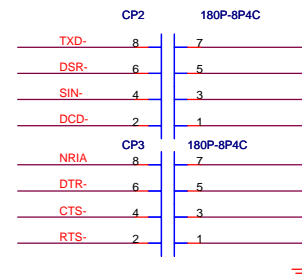 CP2 180P-8P4C
TXD- 8 7
DSR- 6 5
SIN- 4 3
DCD- 2 1
CP3 180P-8P4C
NRIA 8 7
DTR- 6 5
CTS- 4 3
RTS- 2 1